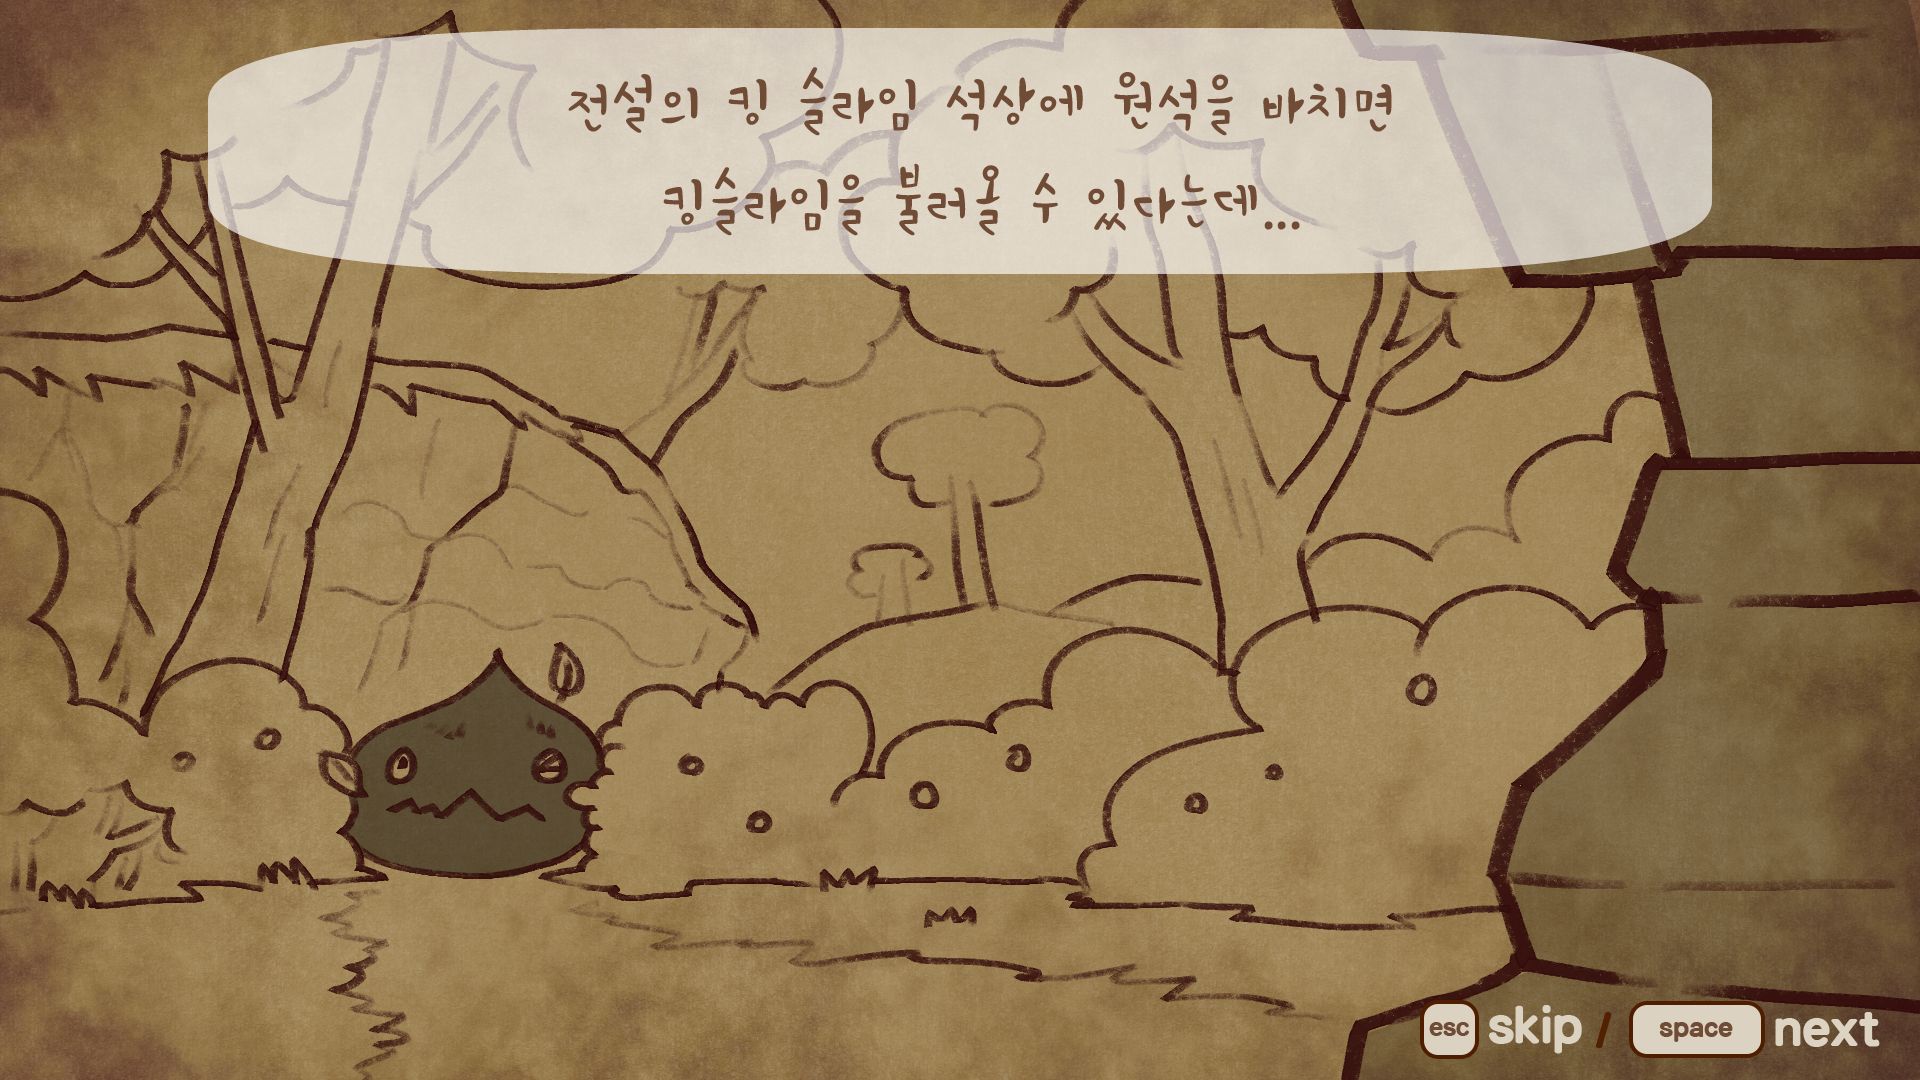 전설의 킹 슬라임 석상에 원석을 바치면
킹슬라임을 불러올 수 있다는데...
esc skip / space next